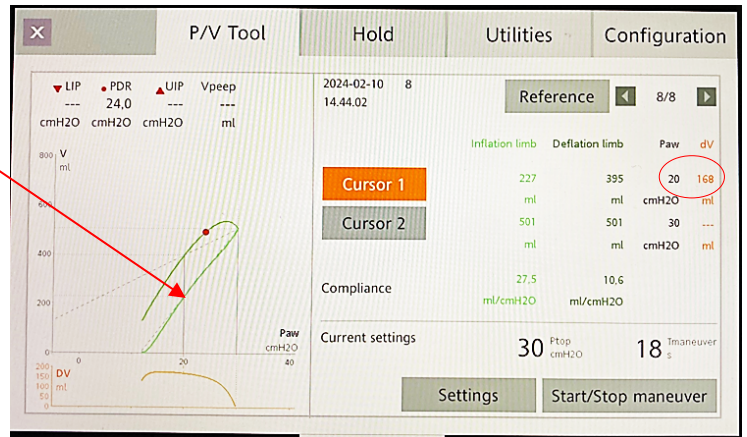 X P/V Tool Hold Utilities Configuration
LIP PDR UIP Vpeep
--- 24,0 --- ---
cmH2O cmH2O cmH2O ml
2024-02-10 8
14.44.02
Reference 8/8
Inflation limb Deflation limb Paw dV
Cursor 1 227 395 20 168
ml ml cmH2O ml
Cursor 2 501 501 30 ---
ml ml cmH2O ml
Compliance 27,5 10,6
ml/cmH2O ml/cmH2O
Current settings 30 Ptop cmH2O 18 Tmaneuver s
Settings Start/Stop maneuver
800 V
ml
600
400
200
0
0 20 40
Paw
cmH2O
200 DV
150 ml
100
50
0